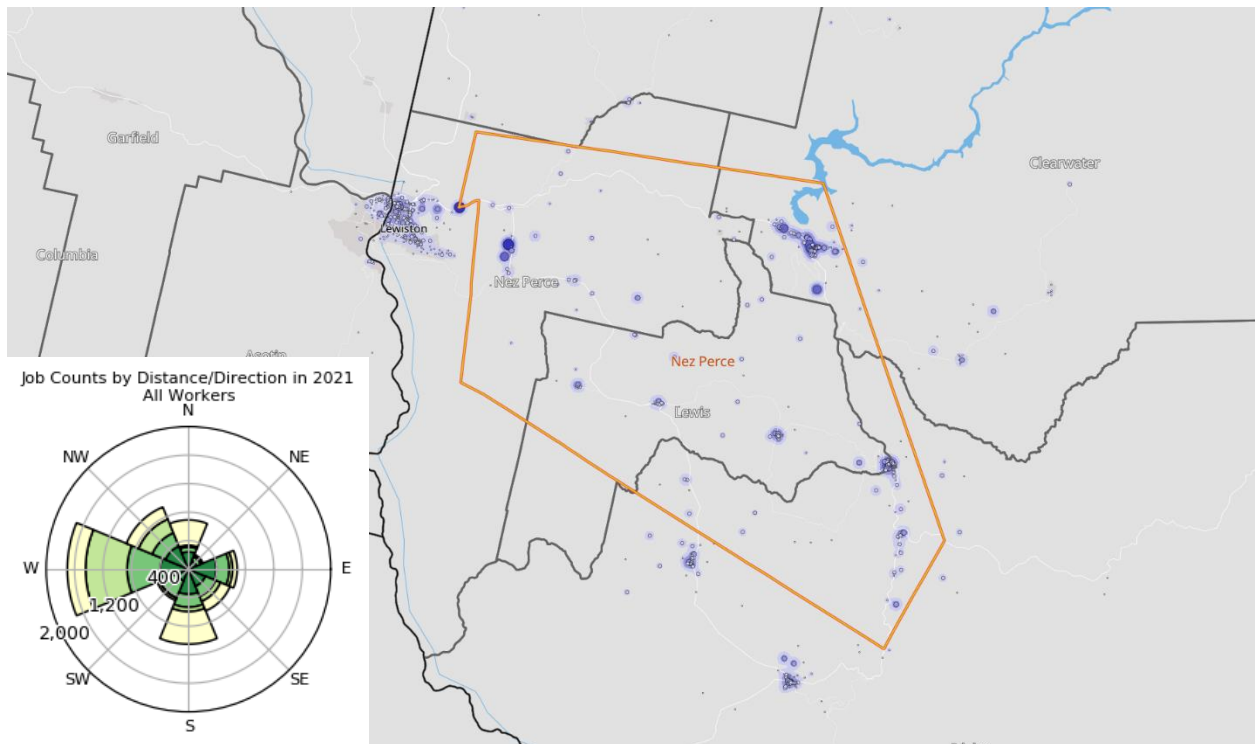 Garfield
Clearwater
Lewiston
Columbia
Nez Perce
Asotin
Nez Perce
Lewis
Job Counts by Distance/Direction in 2021
All Workers
N
NW
NE
W
400
E
1,200
2,000
SW
SE
S